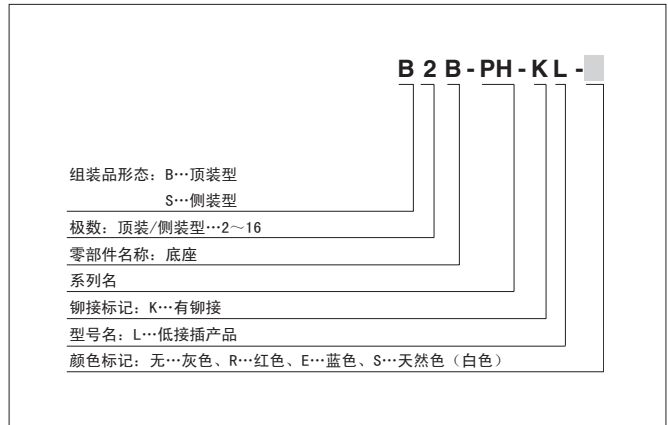 B 2 B - PH - K L -
组装品形态：B…顶装型
S…侧装型
极数：顶装/侧装型…2～16
零部件名称：底座
系列名
铆接标记：K…有铆接
型号名：L…低接插产品
颜色标记：无…灰色、R…红色、E…蓝色、S…天然色（白色）